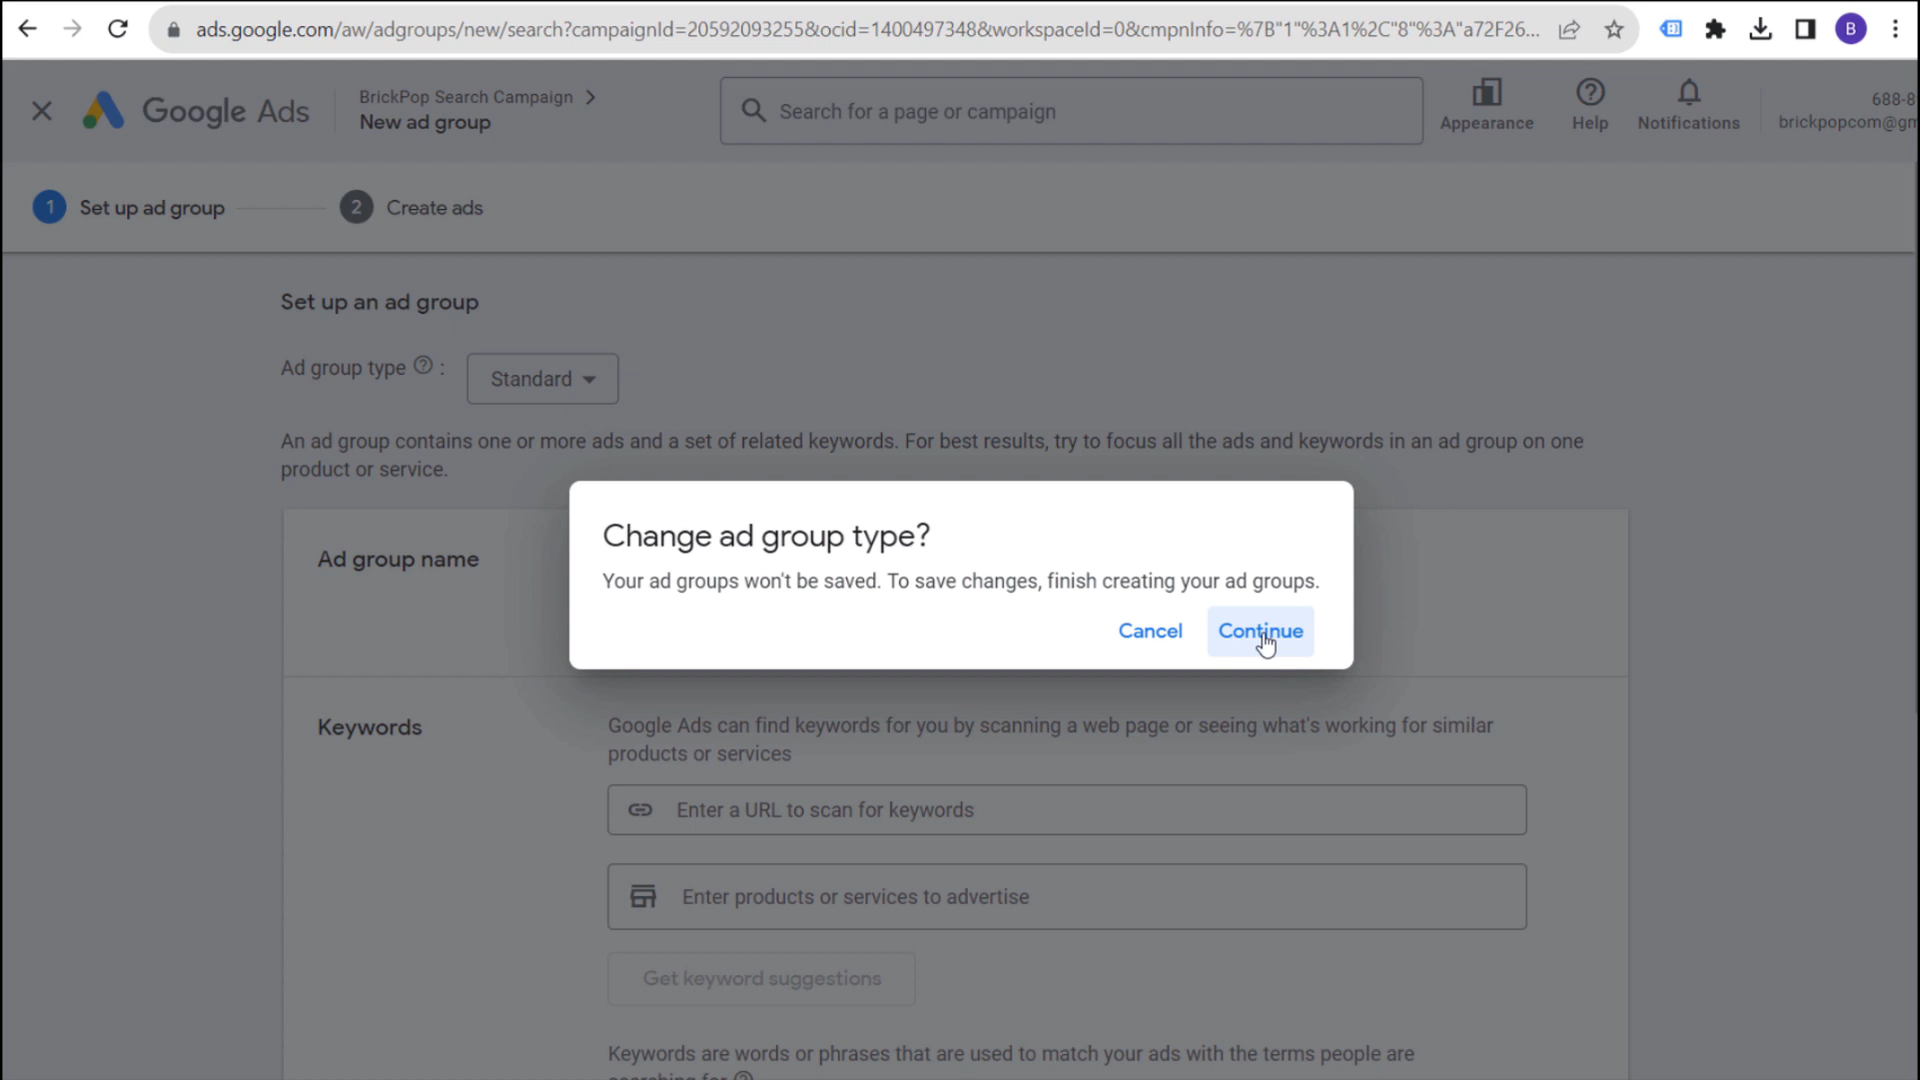 ads.google.com/aw/adgroups/new/search?campaignId=20592093255&ocid=1400497348&workspaceId=0&cmpnInfo=%7B"1"%3A1%2C"8"%3A"a72F26...
B
Google Ads
BrickPop Search Campaign
New ad group
Search for a page or campaign
Appearance
Help
Notifications
688-8
brickpopcom@gm
1 Set up ad group
2 Create ads
Set up an ad group
Ad group type ? :
Standard
An ad group contains one or more ads and a set of related keywords. For best results, try to focus all the ads and keywords in an ad group on one
product or service.
Change ad group type?
Your ad groups won't be saved. To save changes, finish creating your ad groups.
Cancel
Continue
Ad group name
Keywords
Google Ads can find keywords for you by scanning a web page or seeing what's working for similar
products or services
Enter a URL to scan for keywords
Enter products or services to advertise
Get keyword suggestions
Keywords are words or phrases that are used to match your ads with the terms people are
searching for ?